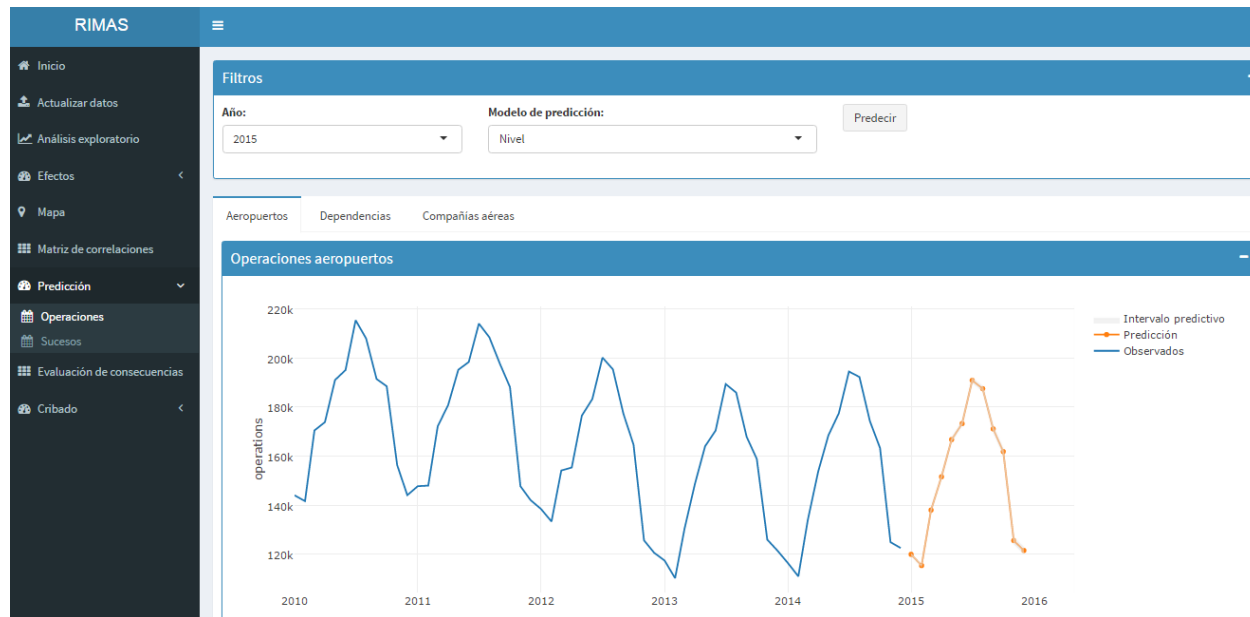 RIMAS
Inicio
Actualizar datos
Análisis exploratorio
Efectos
Mapa
Matriz de correlaciones
Predicción
Operaciones
Sucesos
Evaluación de consecuencias
Cribado
Filtros
Año:
2015
Modelo de predicción:
Nivel
Predecir
Aeropuertos
Dependencias
Compañías aéreas
Operaciones aeropuertos
220k
200k
180k
160k
140k
120k
operations
2010
2011
2012
2013
2014
2015
2016
Intervalo predictivo
Predicción
Observados